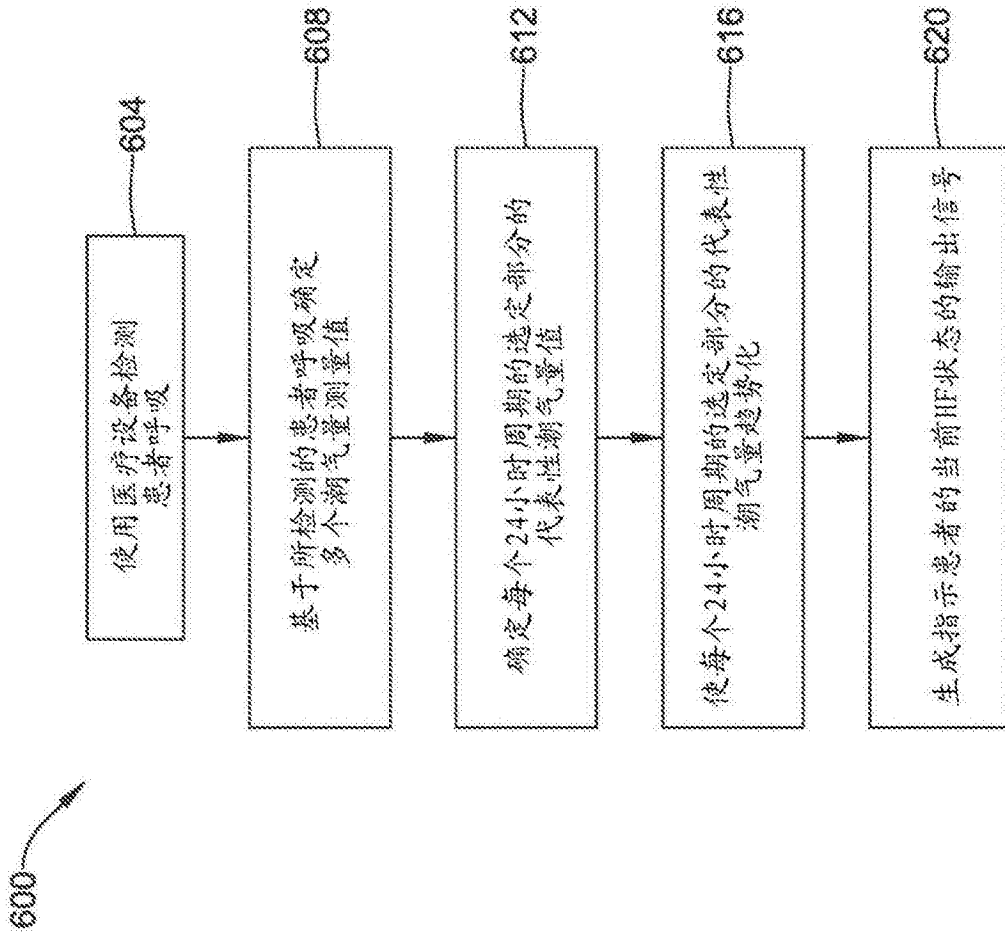 600
604
使用医疗设备检测
患者呼吸
608
基于所检测的患者呼吸确定
多个潮气量测量值
612
确定每个24小时周期的选定部分的
代表性潮气量值
616
使每个24小时周期的选定部分的代表性
潮气量趋势化
620
生成指示患者的当前HF状态的输出信号